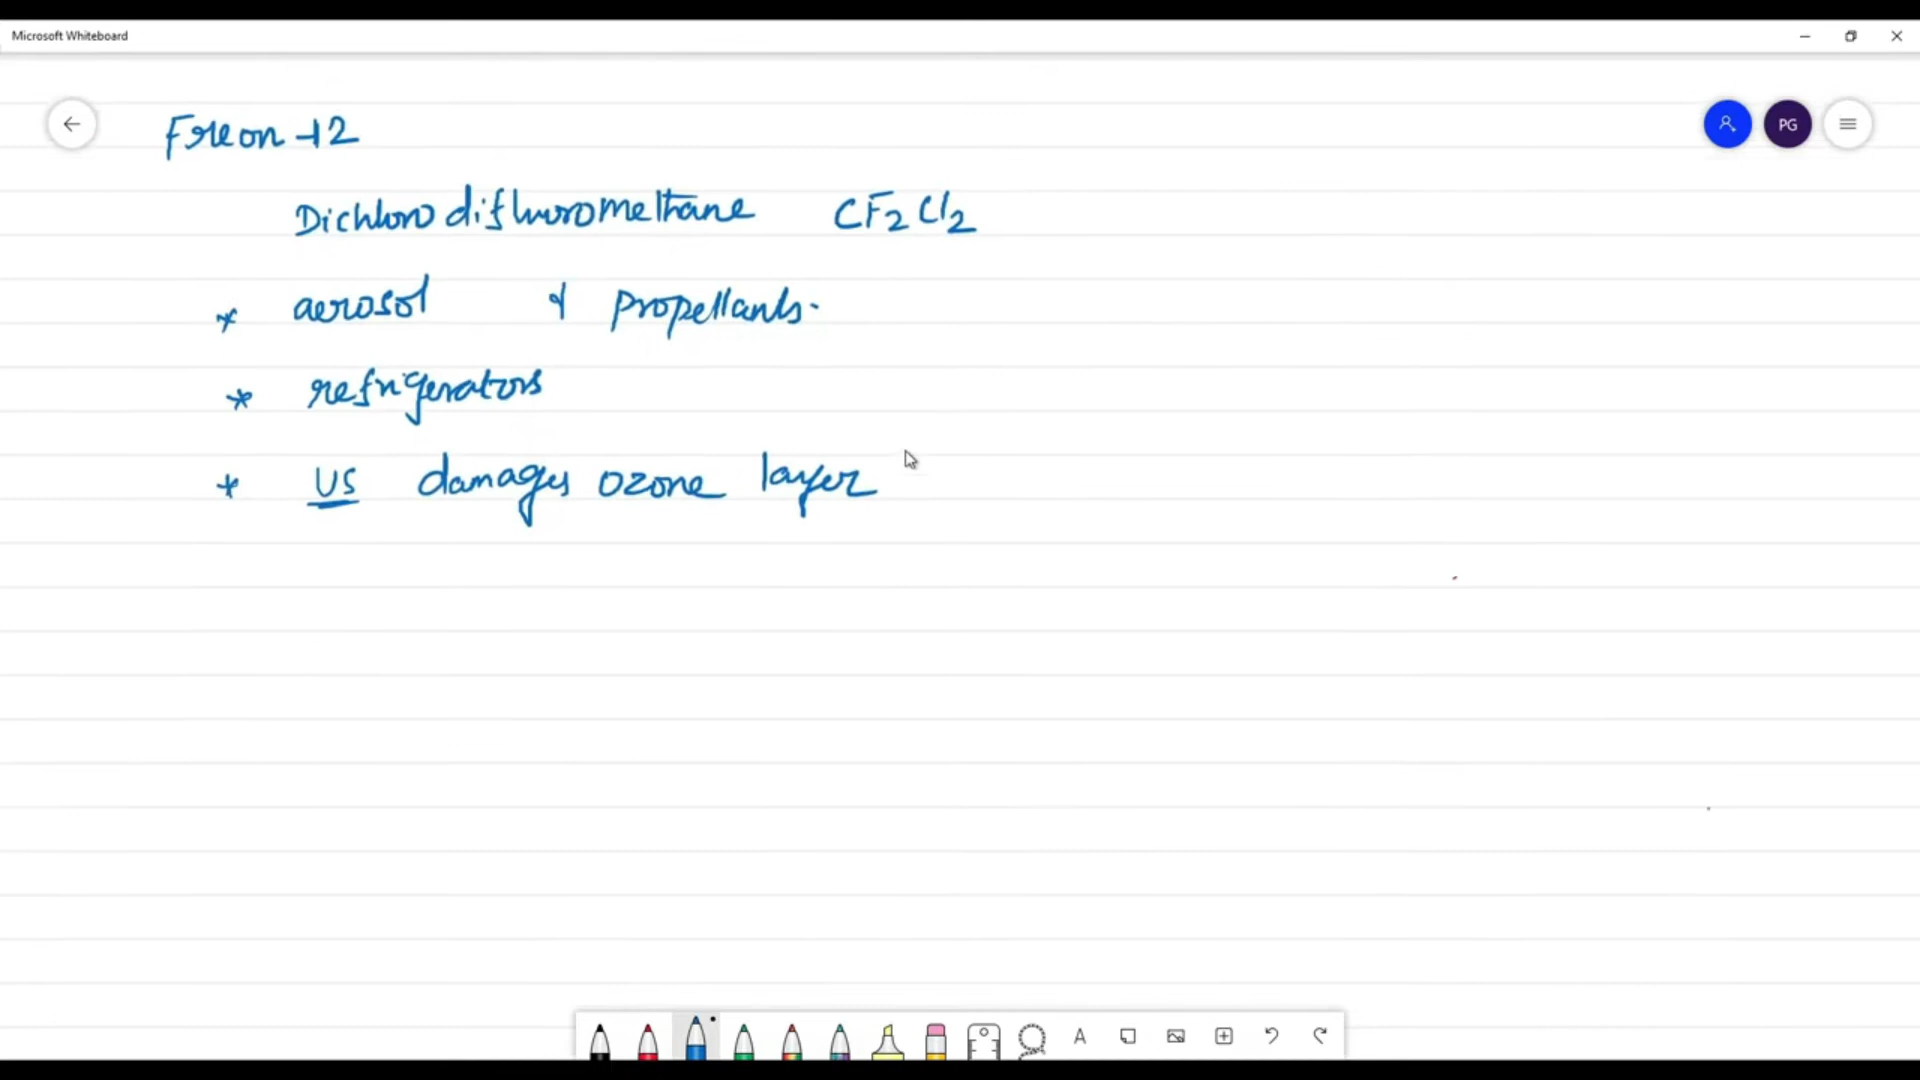 Microsoft Whiteboard
PG
Freon -12
Dichlorodifluoromethane CF2Cl2
* aerosol & propellants.
* refrigerators
* US damages ozone layer
A